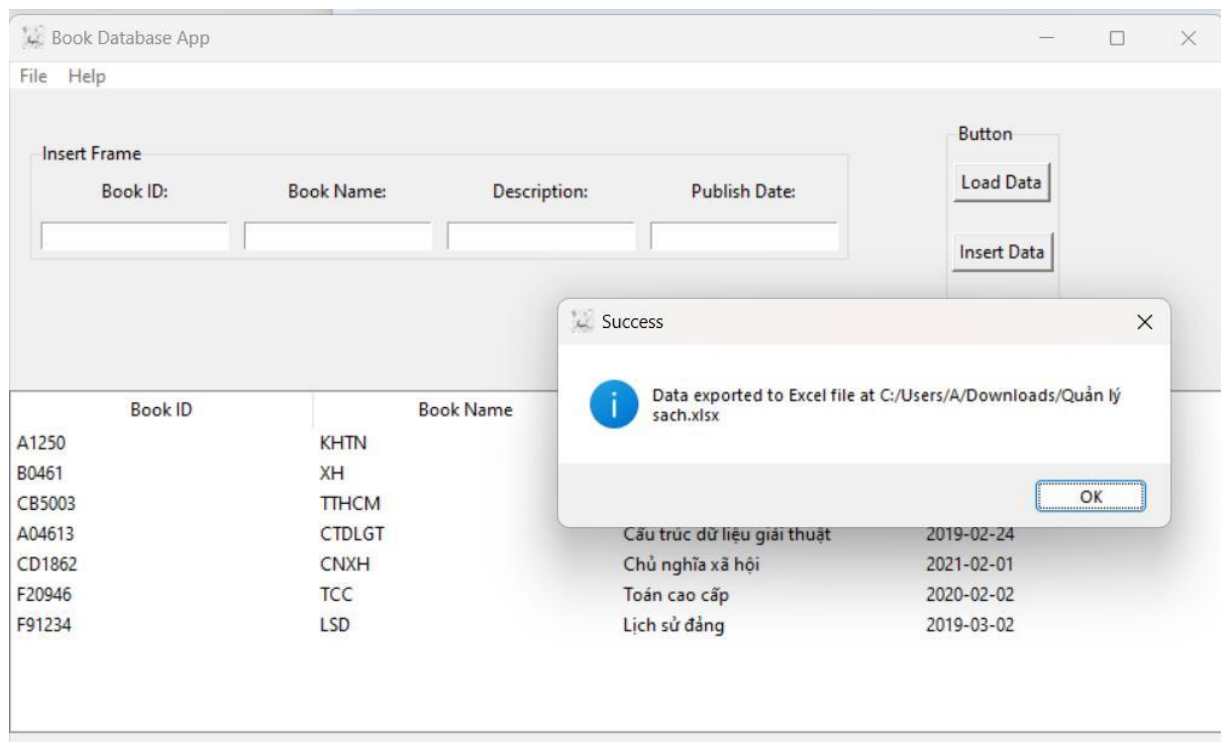 Book Database App
File Help
Button
Insert Frame
Load Data
Book ID: Book Name: Description: Publish Date:
Insert Data
Success
Data exported to Excel file at C:/Users/A/Downloads/Quản lý
sach.xlsx
OK
Book ID Book Name
A1250 KHTN
B0461 XH
CB5003 TTHCM
A04613 CTDLGT Cấu trúc dữ liệu giải thuật 2019-02-24
CD1862 CNXH Chủ nghĩa xã hội 2021-02-01
F20946 TCC Toán cao cấp 2020-02-02
F91234 LSD Lịch sử đảng 2019-03-02